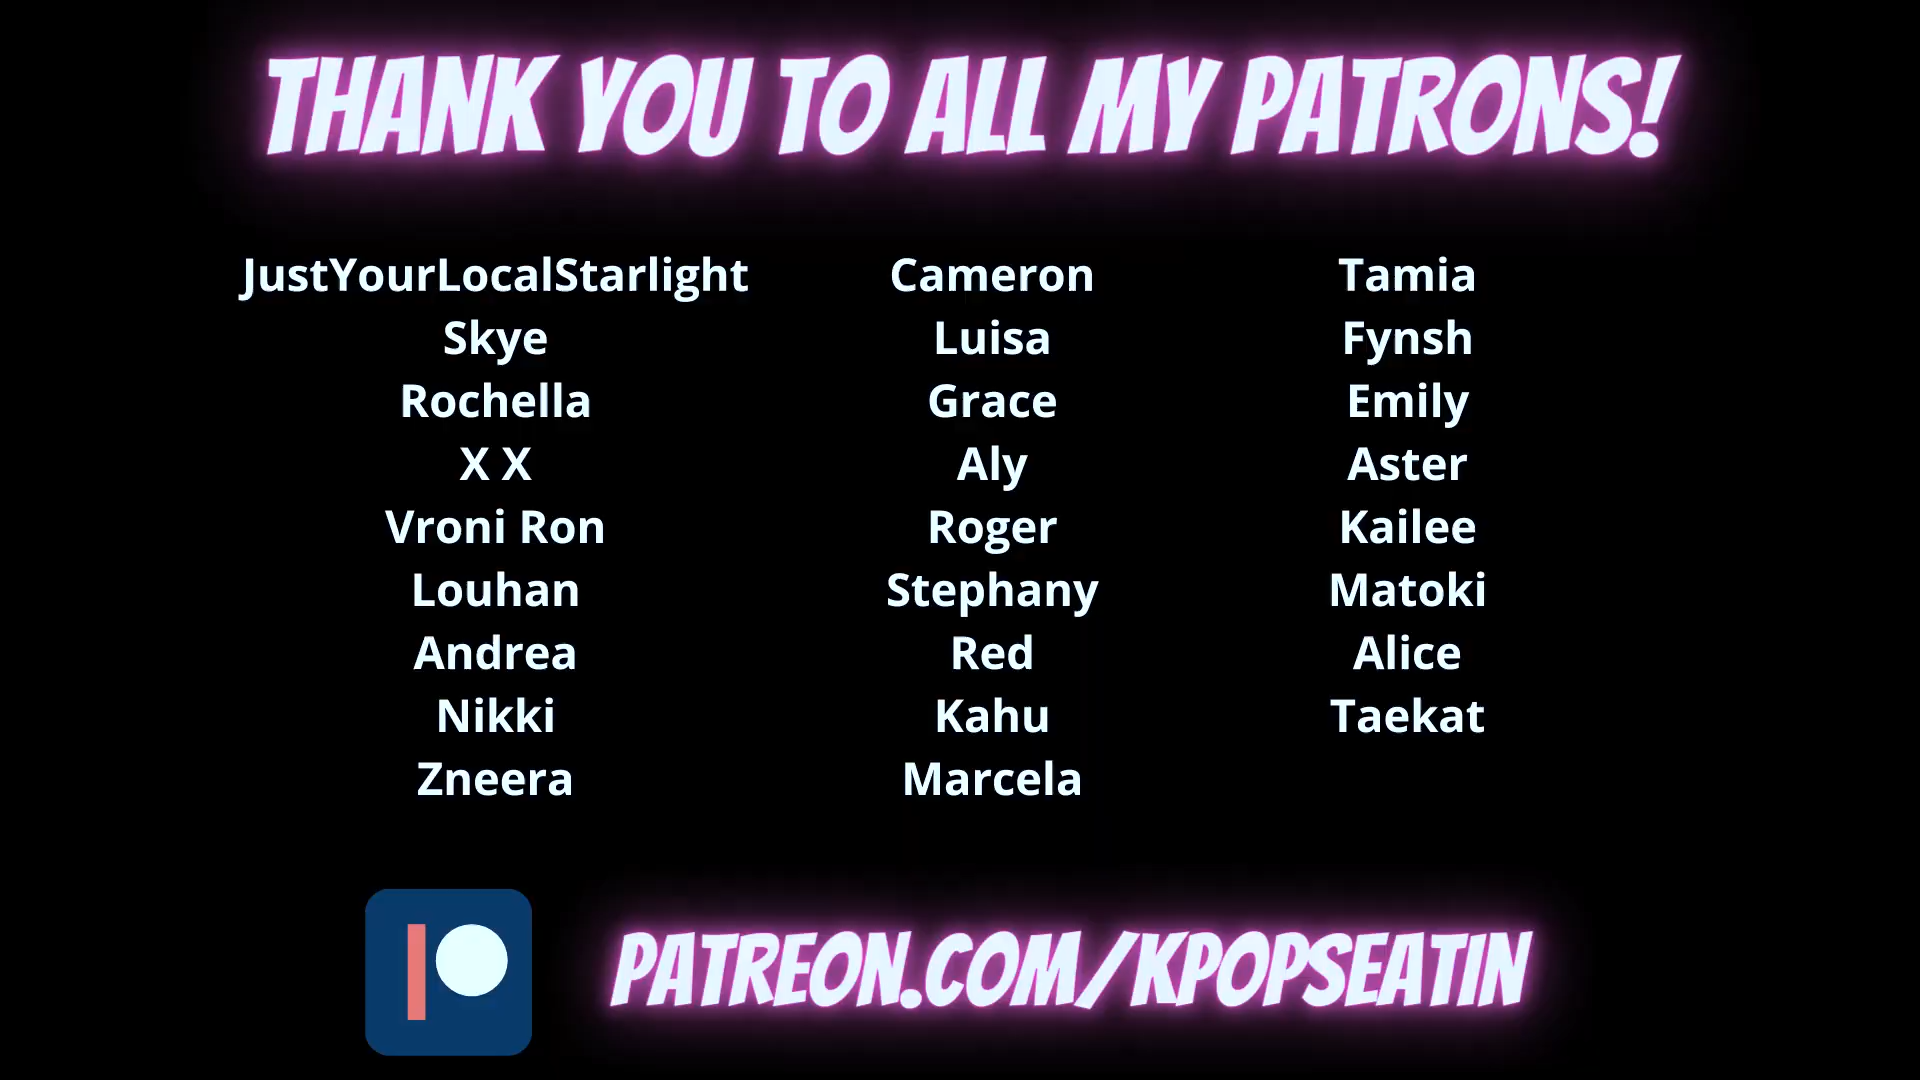 THANK YOU TO ALL MY PATRONS!
JustYourLocalStarlight
Skye
Rochella
X X
Vroni Ron
Louhan
Andrea
Nikki
Zneera
Cameron
Luisa
Grace
Aly
Roger
Stephany
Red
Kahu
Marcela
Tamia
Fynsh
Emily
Aster
Kailee
Matoki
Alice
Taekat
PATREON.COM/KPOPSEATIN